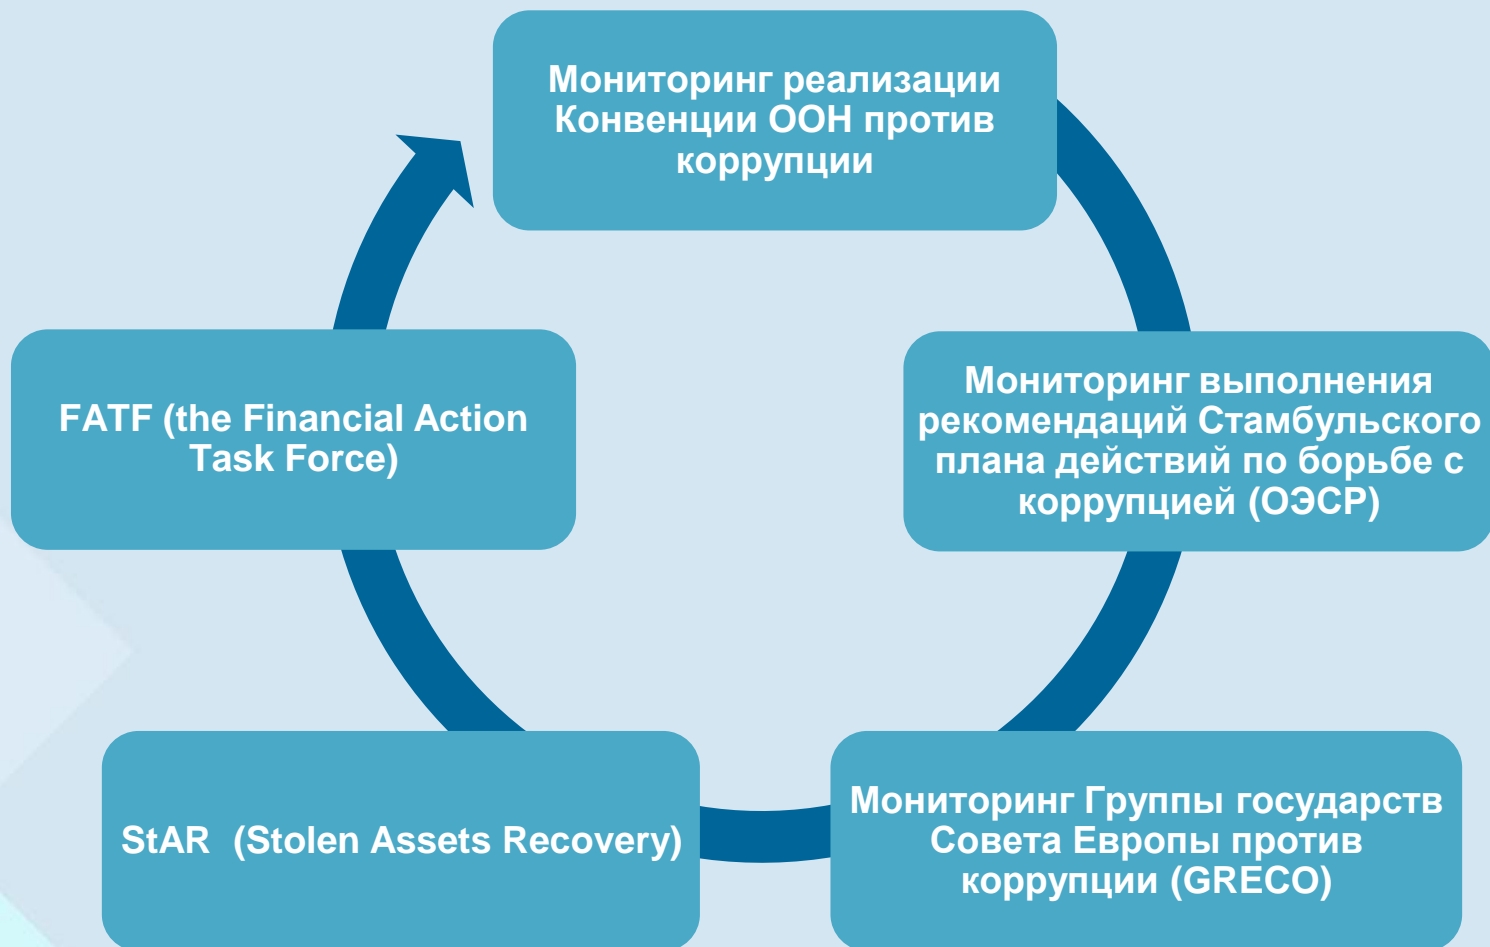 Мониторинг реализации
Конвенции ООН против
коррупции
Мониторинг выполнения
рекомендаций Стамбульского
плана действий по борьбе с
коррупцией (ОЭСР)
Мониторинг Группы государств
Совета Европы против
коррупции (GRECO)
StAR (Stolen Assets Recovery)
FATF (the Financial Action
Task Force)